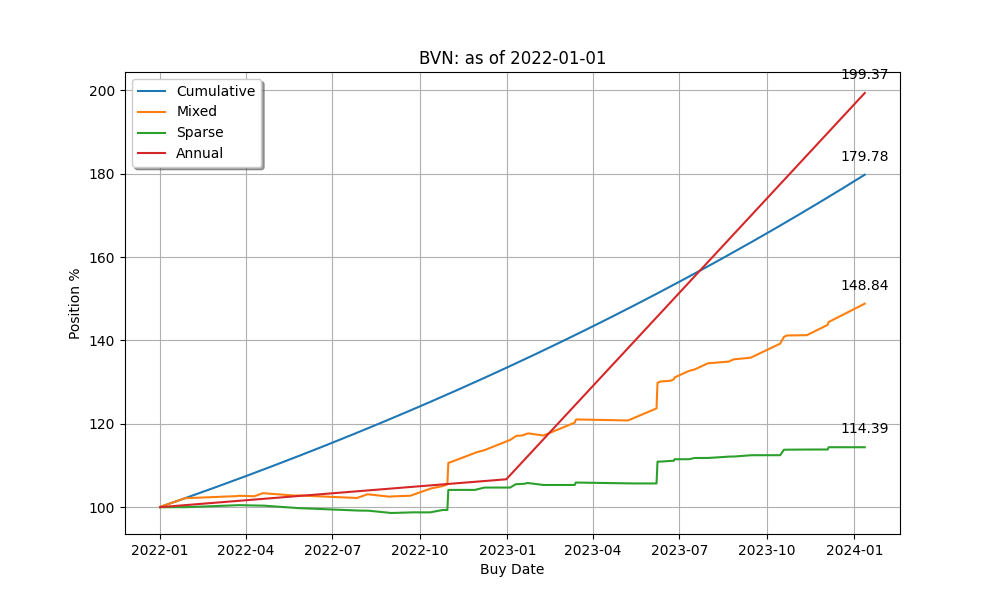 BVN: as of 2022-01-01
199.37
200
Cumulative
Mixed
Sparse
Annual
179.78
180
160
148.84
140
120
114.39
100
Position %
2022-01 2022-04 2022-07 2022-10 2023-01 2023-04 2023-07 2023-10 2024-01
Buy Date